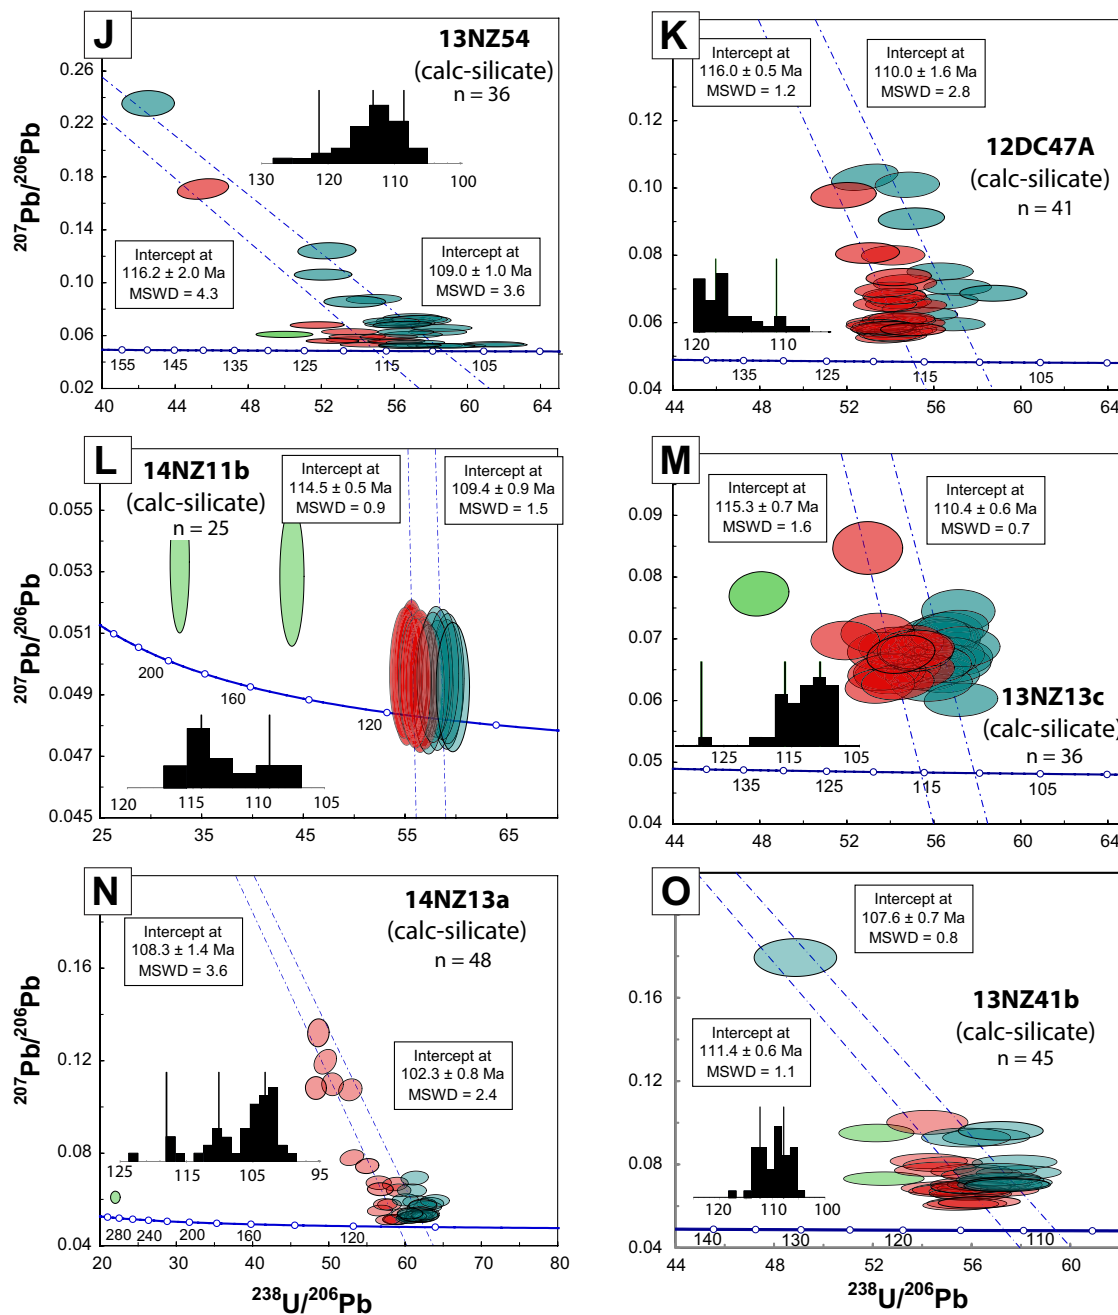 J
13NZ54
(calc-silicate)
n = 36
0.26
0.22
0.18
0.14
0.10
0.06
0.02
207Pb/206Pb
130 120 110 100
Intercept at
116.2 ± 2.0 Ma
MSWD = 4.3
Intercept at
109.0 ± 1.0 Ma
MSWD = 3.6
155 145 135 125 115 105
40 44 48 52 56 60 64
K
Intercept at
116.0 ± 0.5 Ma
MSWD = 1.2
Intercept at
110.0 ± 1.6 Ma
MSWD = 2.8
12DC47A
(calc-silicate)
n = 41
0.12
0.10
0.08
0.06
0.04
120 110
135 125 115 105
44 48 52 56 60 64
L
14NZ11b
(calc-silicate)
n = 25
Intercept at
114.5 ± 0.5 Ma
MSWD = 0.9
Intercept at
109.4 ± 0.9 Ma
MSWD = 1.5
0.055
0.053
0.051
0.049
0.047
0.045
207Pb/206Pb
200 160 120
120 115 110 105
25 35 45 55 64
M
Intercept at
115.3 ± 0.7 Ma
MSWD = 1.6
Intercept at
110.4 ± 0.6 Ma
MSWD = 0.7
0.09
0.08
0.07
0.06
0.05
0.04
13NZ13c
(calc-silicate)
n = 36
125 115 105
135 125 115 105
44 48 52 56 60 64
N
14NZ13a
(calc-silicate)
n = 48
Intercept at
108.3 ± 1.4 Ma
MSWD = 3.6
Intercept at
102.3 ± 0.8 Ma
MSWD = 2.4
0.16
0.12
0.08
0.04
207Pb/206Pb
125 115 105 95
280 240 200 160 120
20 30 40 50 60 70 80
238U/206Pb
O
Intercept at
107.6 ± 0.7 Ma
MSWD = 0.8
13NZ41b
(calc-silicate)
n = 45
Intercept at
111.4 ± 0.6 Ma
MSWD = 1.1
0.16
0.12
0.08
0.04
120 110 100
140 130 120 110
44 48 52 56 60
238U/206Pb